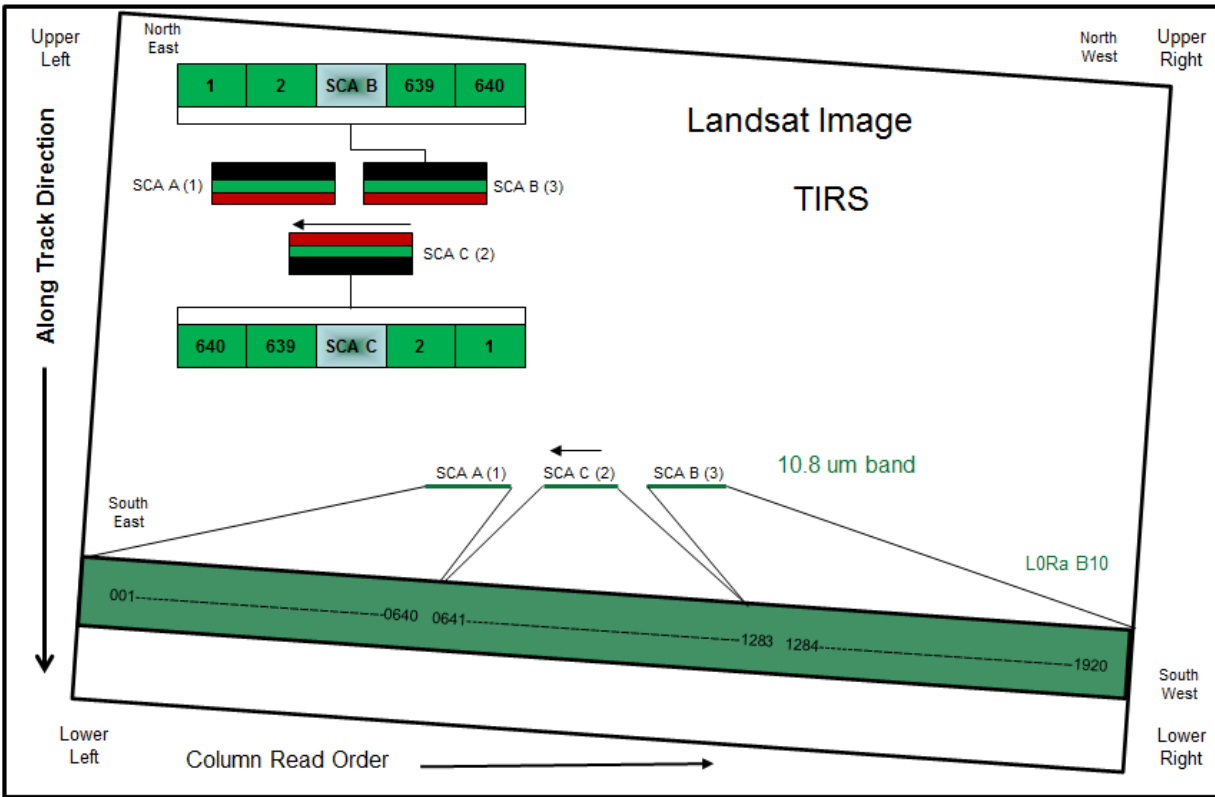 Upper
Left
North
East
North
West
Upper
Right
1 2 SCA B 639 640
Landsat Image
TIRS
SCA A (1)
SCA B (3)
SCA C (2)
640 639 SCA C 2 1
Along Track Direction
SCA A (1) SCA C (2) SCA B (3)
10.8 um band
South
East
L0Ra B10
001 0640 0641 1283 1284 1920
South
West
Lower
Left
Column Read Order
Lower
Right